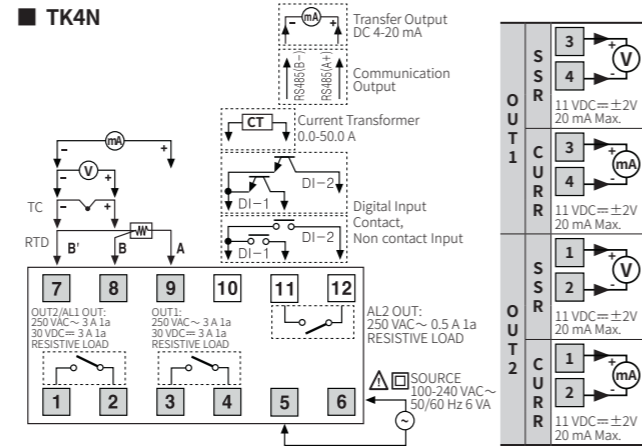 ■ TK4N
mA
- +
Transfer Output
DC 4-20 mA
RS485(B-)
RS485(A+)
Communication
Output
CT
Current Transformer
0.0-50.0 A
DI-2
DI-1
DI-2
DI-1
Digital Input
Contact,
Non contact Input
mA
- +
V
- +
TC
- +
RTD
B' B A
7 8 9 10 11 12
OUT2/AL1 OUT:
250 VAC～ 3 A 1a
30 VDC⎓ 3 A 1a
RESISTIVE LOAD
OUT1:
250 VAC～ 3 A 1a
30 VDC⎓ 3 A 1a
RESISTIVE LOAD
AL2 OUT:
250 VAC～ 0.5 A 1a
RESISTIVE LOAD
1 2 3 4 5 6
SOURCE
100-240 VAC～
50/60 Hz 6 VA
OUT1
SSR
3 +
V
4 -
11 VDC⎓ ±2V
20 mA Max.
CURR
3 +
mA
4 -
11 VDC⎓ ±2V
20 mA Max.
OUT2
SSR
1 +
V
2 -
11 VDC⎓ ±2V
20 mA Max.
CURR
1 +
mA
2 -
11 VDC⎓ ±2V
20 mA Max.